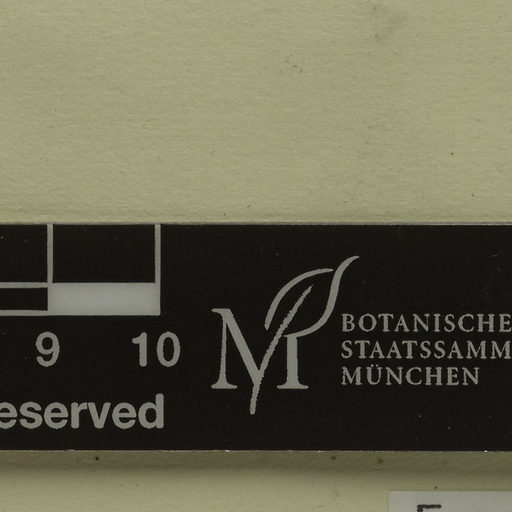 9 10
eserved
M
BOTANISCHE
STAATSSAMM
MÜNCHEN